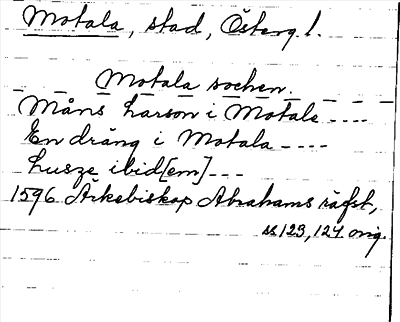 Motala, stad, Österg. l.
Motala socken.
Måns Larson i Motale ----
En dräng i Motala ----
Lusze ibid[em] ---
1596 Ärkebiskop Abrahams räfst,
ss 123, 124 orig.